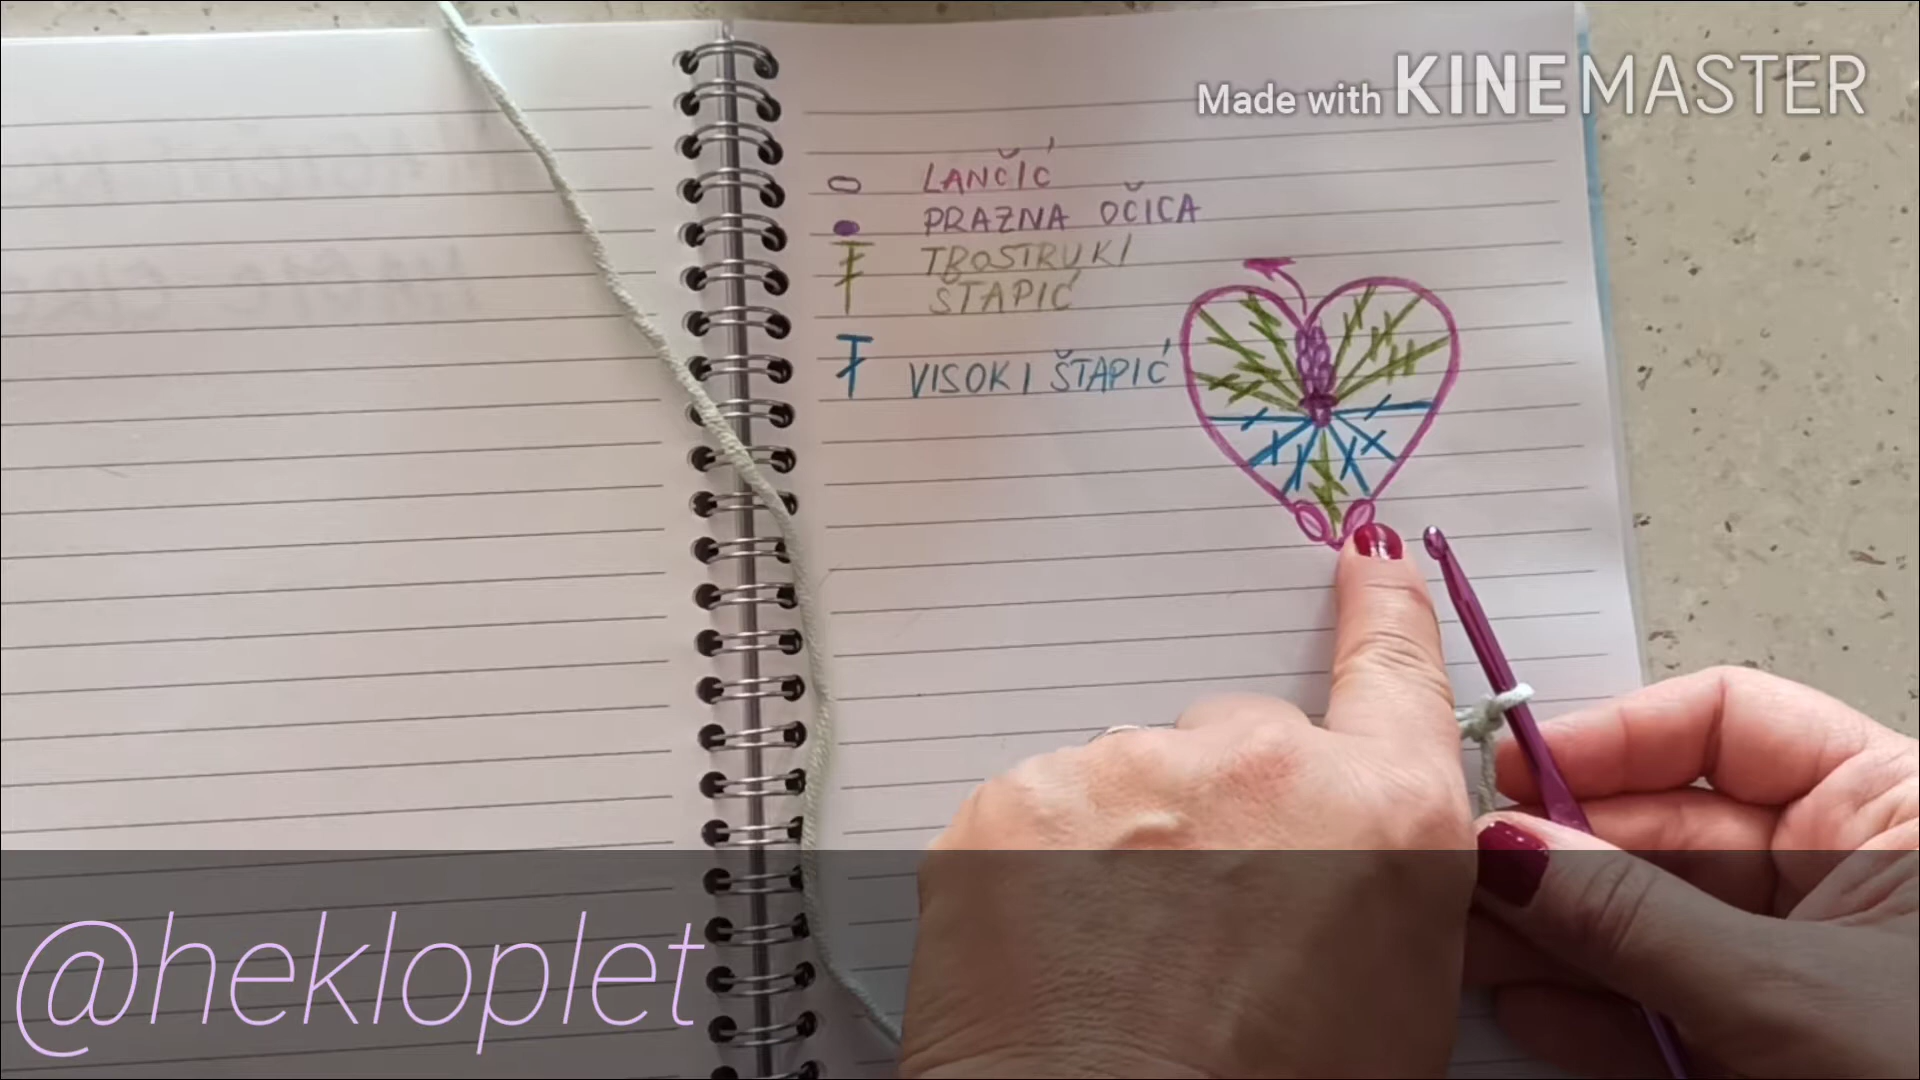 Made with KINEMASTER
LANČIĆ
PRAZNA OČICA
TROSTRUKI
ŠTAPIĆ
VISOKI ŠTAPIĆ
@hekloplet